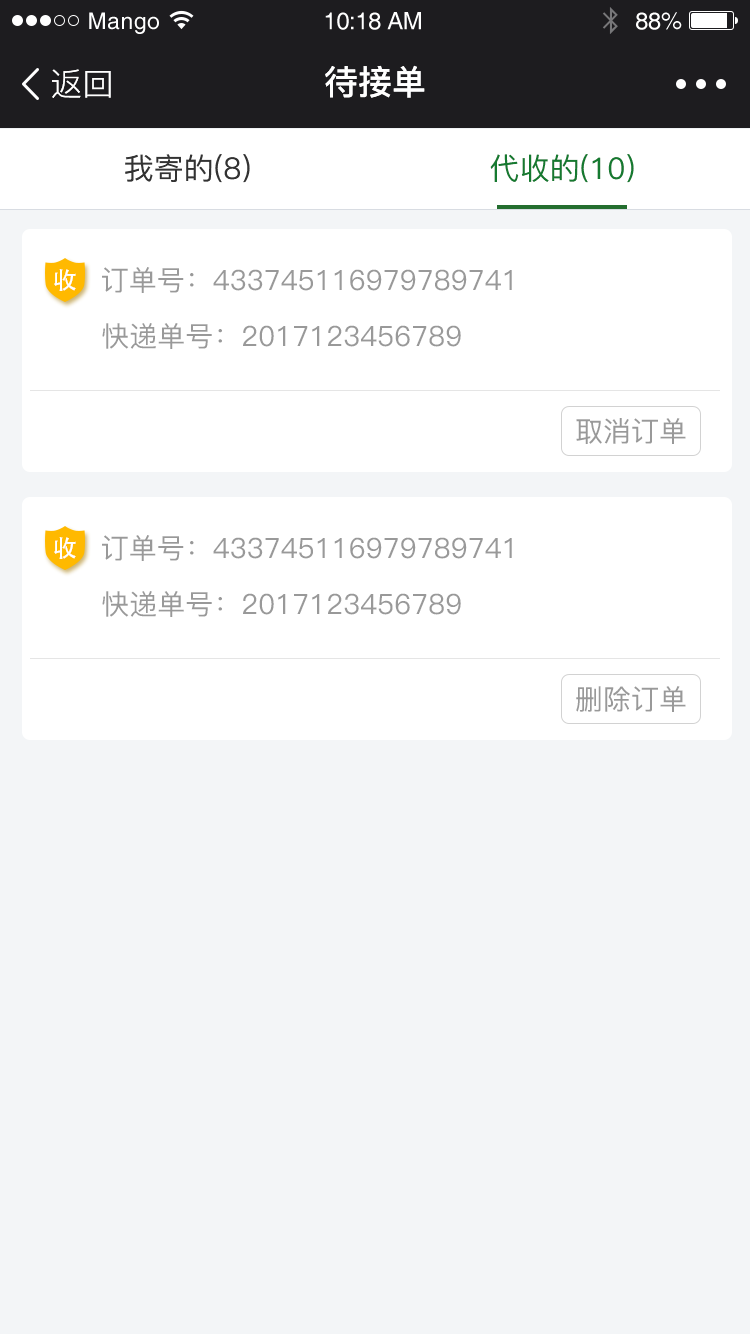 Mango 10:18 AM 88%
返回 待接单
我寄的(8) 代收的(10)
收 订单号：433745116979789741
快递单号：2017123456789
取消订单
收 订单号：433745116979789741
快递单号：2017123456789
删除订单